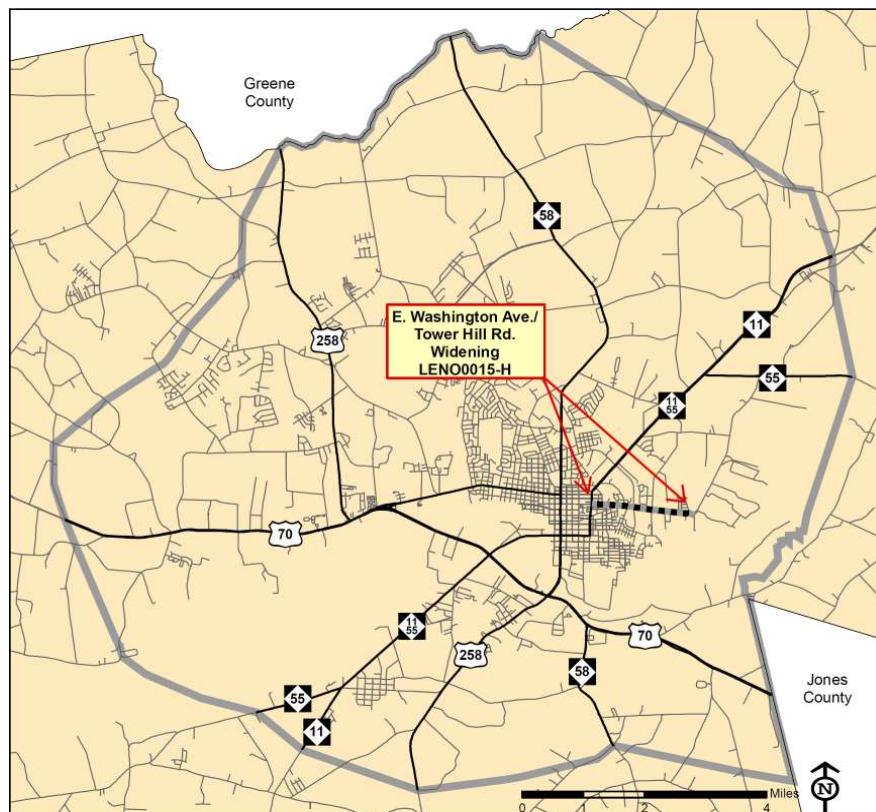 Greene
County
58
E. Washington Ave./
Tower Hill Rd.
Widening
LENO0015-H
258
11
55
11
55
70
11
55
258
70
58
55
11
Jones
County
Miles
0
2
4
N